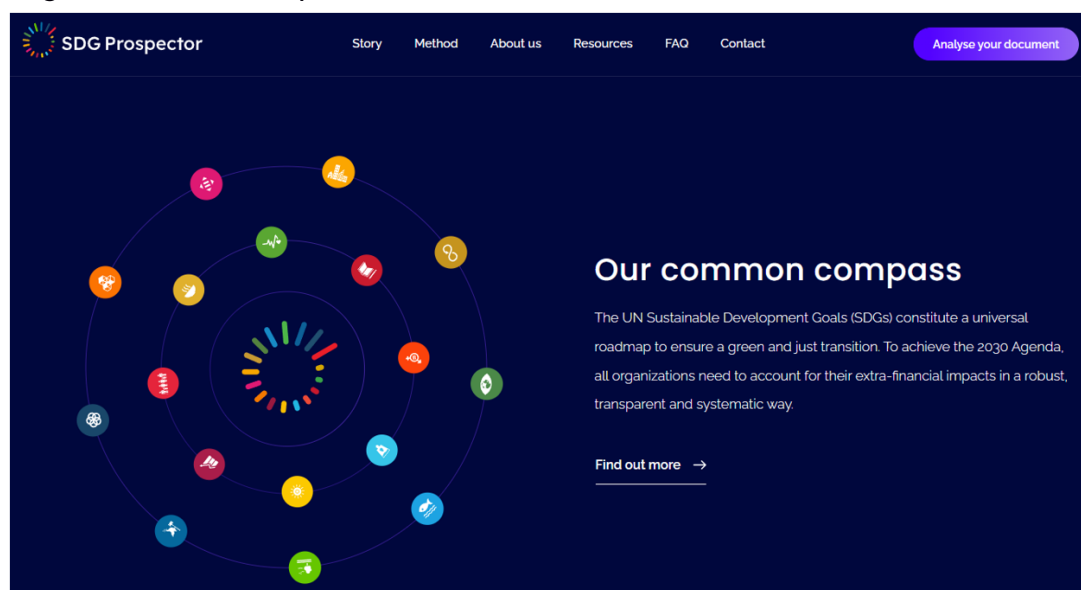 SDG Prospector
Story Method About us Resources FAQ Contact
Analyse your document
Our common compass
The UN Sustainable Development Goals (SDGs) constitute a universal
roadmap to ensure a green and just transition. To achieve the 2030 Agenda,
all organizations need to account for their extra-financial impacts in a robust,
transparent and systematic way.
Find out more →